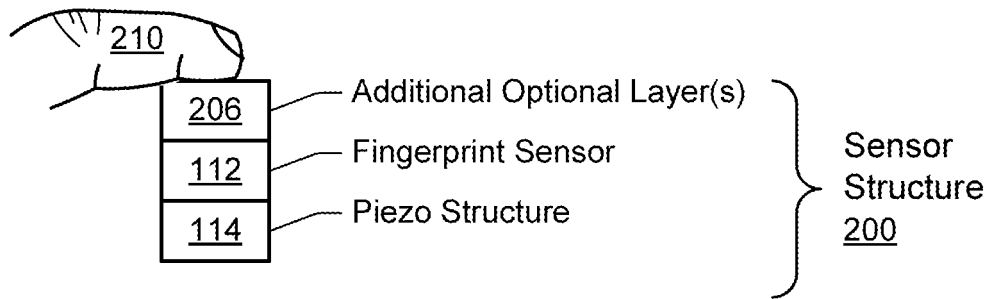 210
206 Additional Optional Layer(s)
112 Fingerprint Sensor
114 Piezo Structure
Sensor
Structure
200